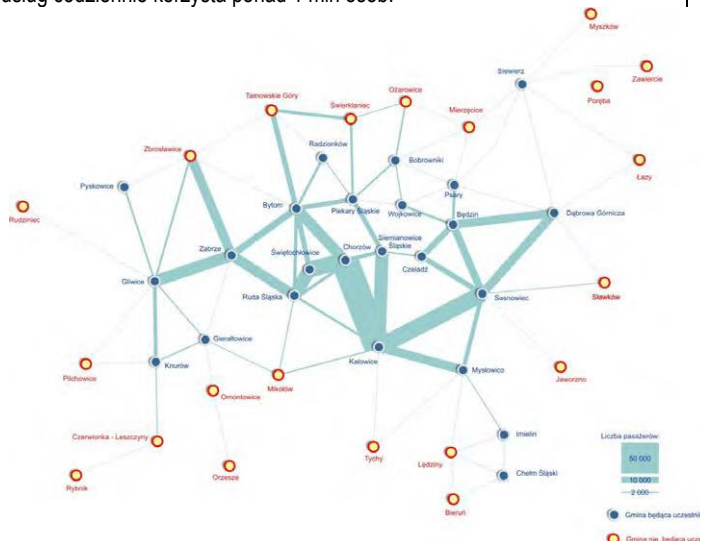 usług codziennie korzysta ponad 1 mln osób.
Myszków
Siewierz
Zawiercie
Poręba
Ożarowice
Tarnowskie Góry
Świerklaniec
Mierzęcice
Radzionków
Zbrosławice
Bobrowniki
Łazy
Pyskowice
Psary
Bytom
Piekary Śląskie
Wojkowice
Będzin
Dąbrowa Górnicza
Rudziniec
Siemianowice
Śląskie
Zabrze
Chorzów
Świętochłowice
Czeladź
Gliwice
Ruda Śląska
Sosnowiec
Sławków
Gierałtowice
Katowice
Mysłowice
Pilchowice
Knurów
Mikołów
Jaworzno
Ornontowice
Czerwionka - Leszczyny
Imielin
Liczba pasażerów:
Tychy
Lędziny
50 000
Rybnik
Orzesze
Chełm Śląski
10 000
2 000
Bieruń
Gmina będąca uczestni
Gmina nie będąca ucze